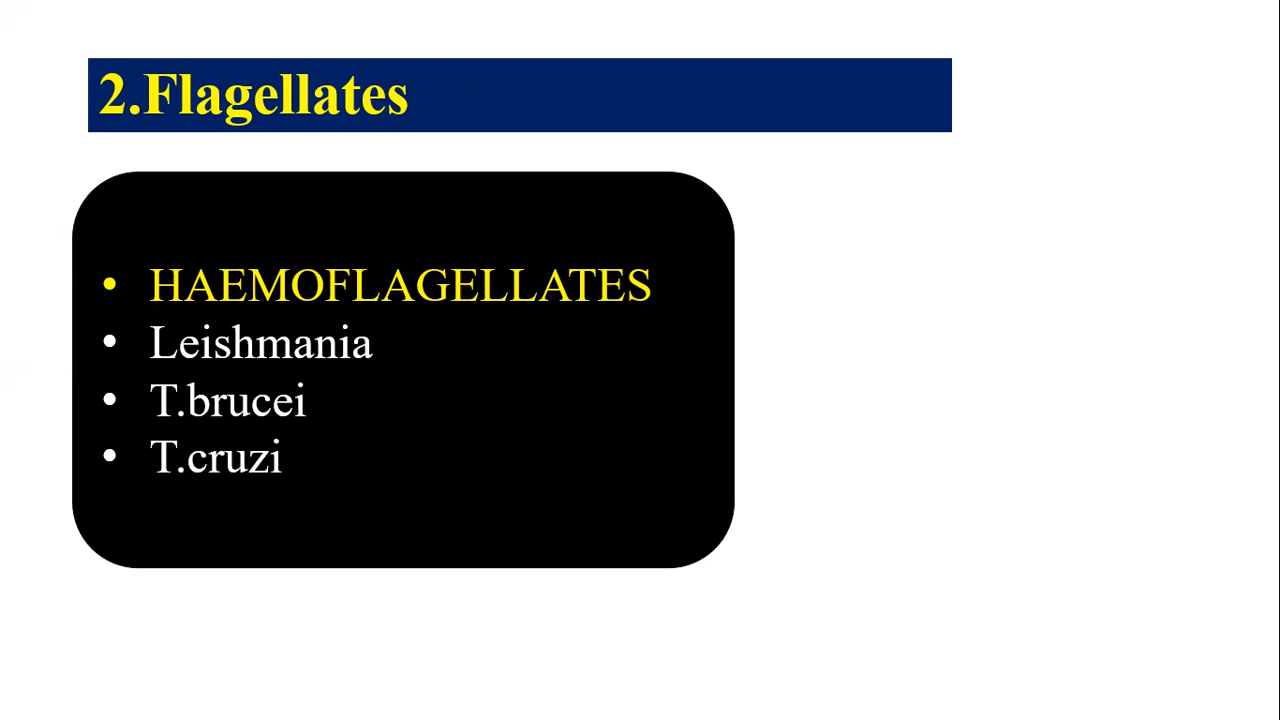 2.Flagellates
• HAEMOFLAGELLATES
• Leishmania
• T.brucei
• T.cruzi